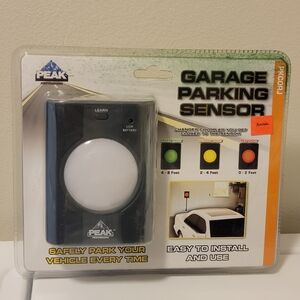 PEAK
GARAGE
PARKING
SENSOR
PKC0RJ
LEARN
LOW
BATTERY
4 - 8 Feet
2 - 4 Feet
0 - 2 Feet
PEAK
SAFELY PARK YOUR
VEHICLE EVERY TIME
EASY TO INSTALL
AND USE